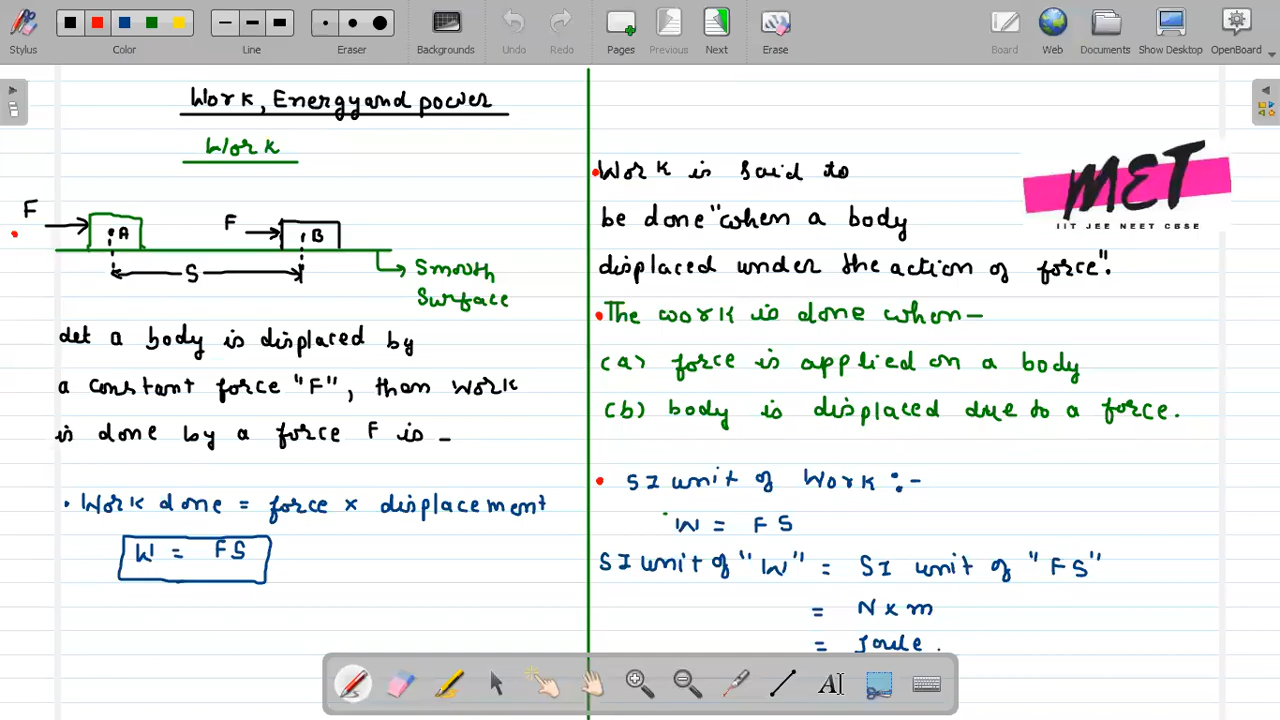 Stylus
Color
Line
Eraser
Backgrounds
Undo
Redo
Pages
Previous
Next
Erase
Board
Web
Documents
Show Desktop
OpenBoard
Work, Energy and power
Work
F
A
F
B
S
Smooth
Surface
Let a body is displaced by
a constant force "F", than work
is done by a force F is -
• Work done = force × displacement
W = FS
• Work is said to
be done "when a body
displaced under the action of force".
• The work is done when -
(a) force is applied on a body
(b) body is displaced due to a force.
• SI unit of Work :-
W = FS
SI unit of "W" = SI unit of "FS"
= N × m
= Joule.
MET
IIT JEE NEET CBSE